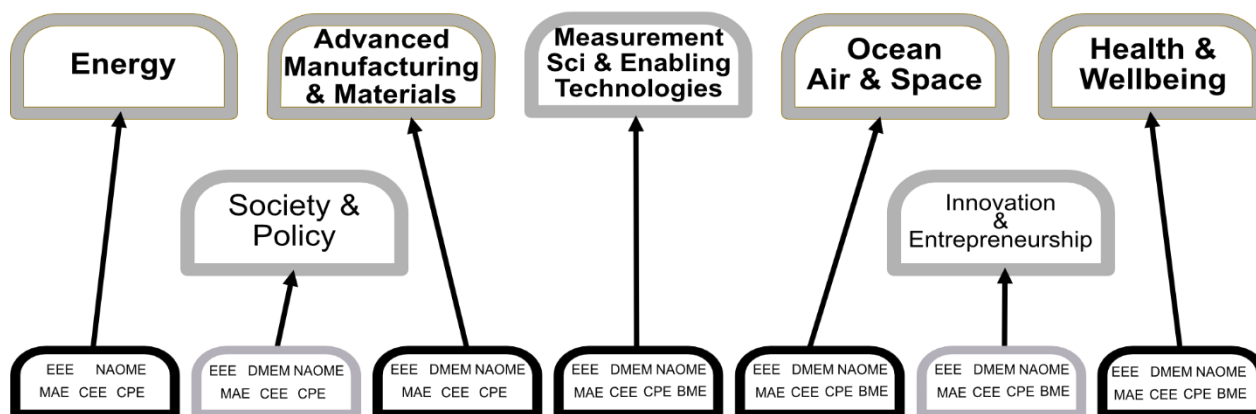 Energy
Advanced
Manufacturing
& Materials
Measurement
Sci & Enabling
Technologies
Ocean
Air & Space
Health &
Wellbeing
Society &
Policy
Innovation
&
Entrepreneurship
EEE NAOME
MAE CEE CPE
EEE DMEM NAOME
MAE CEE CPE
EEE DMEM NAOME
MAE CEE CPE
EEE DMEM NAOME
MAE CEE CPE BME
EEE DMEM NAOME
MAE CEE CPE BME
EEE DMEM NAOME
MAE CEE CPE BME
EEE DMEM NAOME
MAE CEE CPE BME